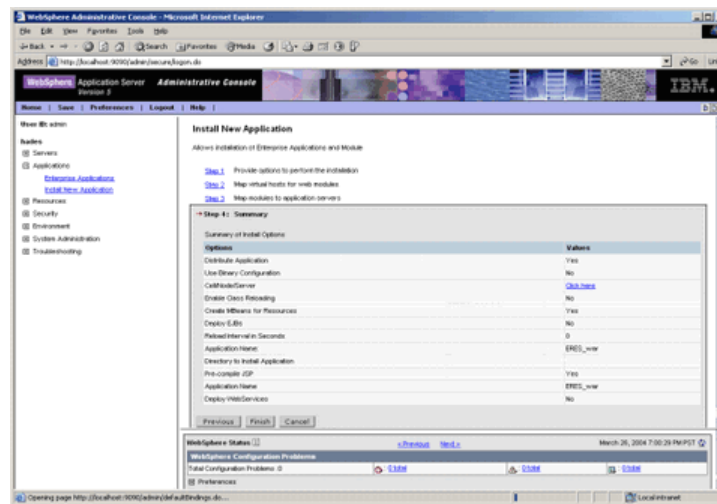 WebSphere Administrative Console - Microsoft Internet Explorer
File Edit View Favorites Tools Help
Back Search Favorites Media
Address http://localhost:9090/admin/secure/logon.do Go
WebSphere Application Server Administrative Console
Version 5
IBM.
Home | Save | Preferences | Logout | Help |
User ID: admin
hades
Servers
Applications
Enterprise Applications
Install New Application
Resources
Security
Environment
System Administration
Troubleshooting
Install New Application
Allows installation of Enterprise Applications and Module
Step 1 Provide options to perform the installation
Step 2 Map virtual hosts for web modules
Step 3 Map modules to application servers
Step 4: Summary
Summary of Install Options
Options Values
Distribute Application Yes
Use Binary Configuration No
Cell/Node/Server Click here
Enable Class Reloading No
Create MBeans for Resources Yes
Deploy EJBs No
Reload Interval in Seconds 0
Application Name: ERES_war
Directory to Install Application
Pre-compile JSP Yes
Application Name ERES_war
Deploy WebServices No
Previous Finish Cancel
WebSphere Status < Previous Next > March 26, 2004 7:00:29 PM PST
WebSphere Configuration Problems
Total Configuration Problems :0 : 0 total : 0 total : 0 total
Preferences
Opening page http://localhost:9090/admin/defaultBindings.do... Local intranet